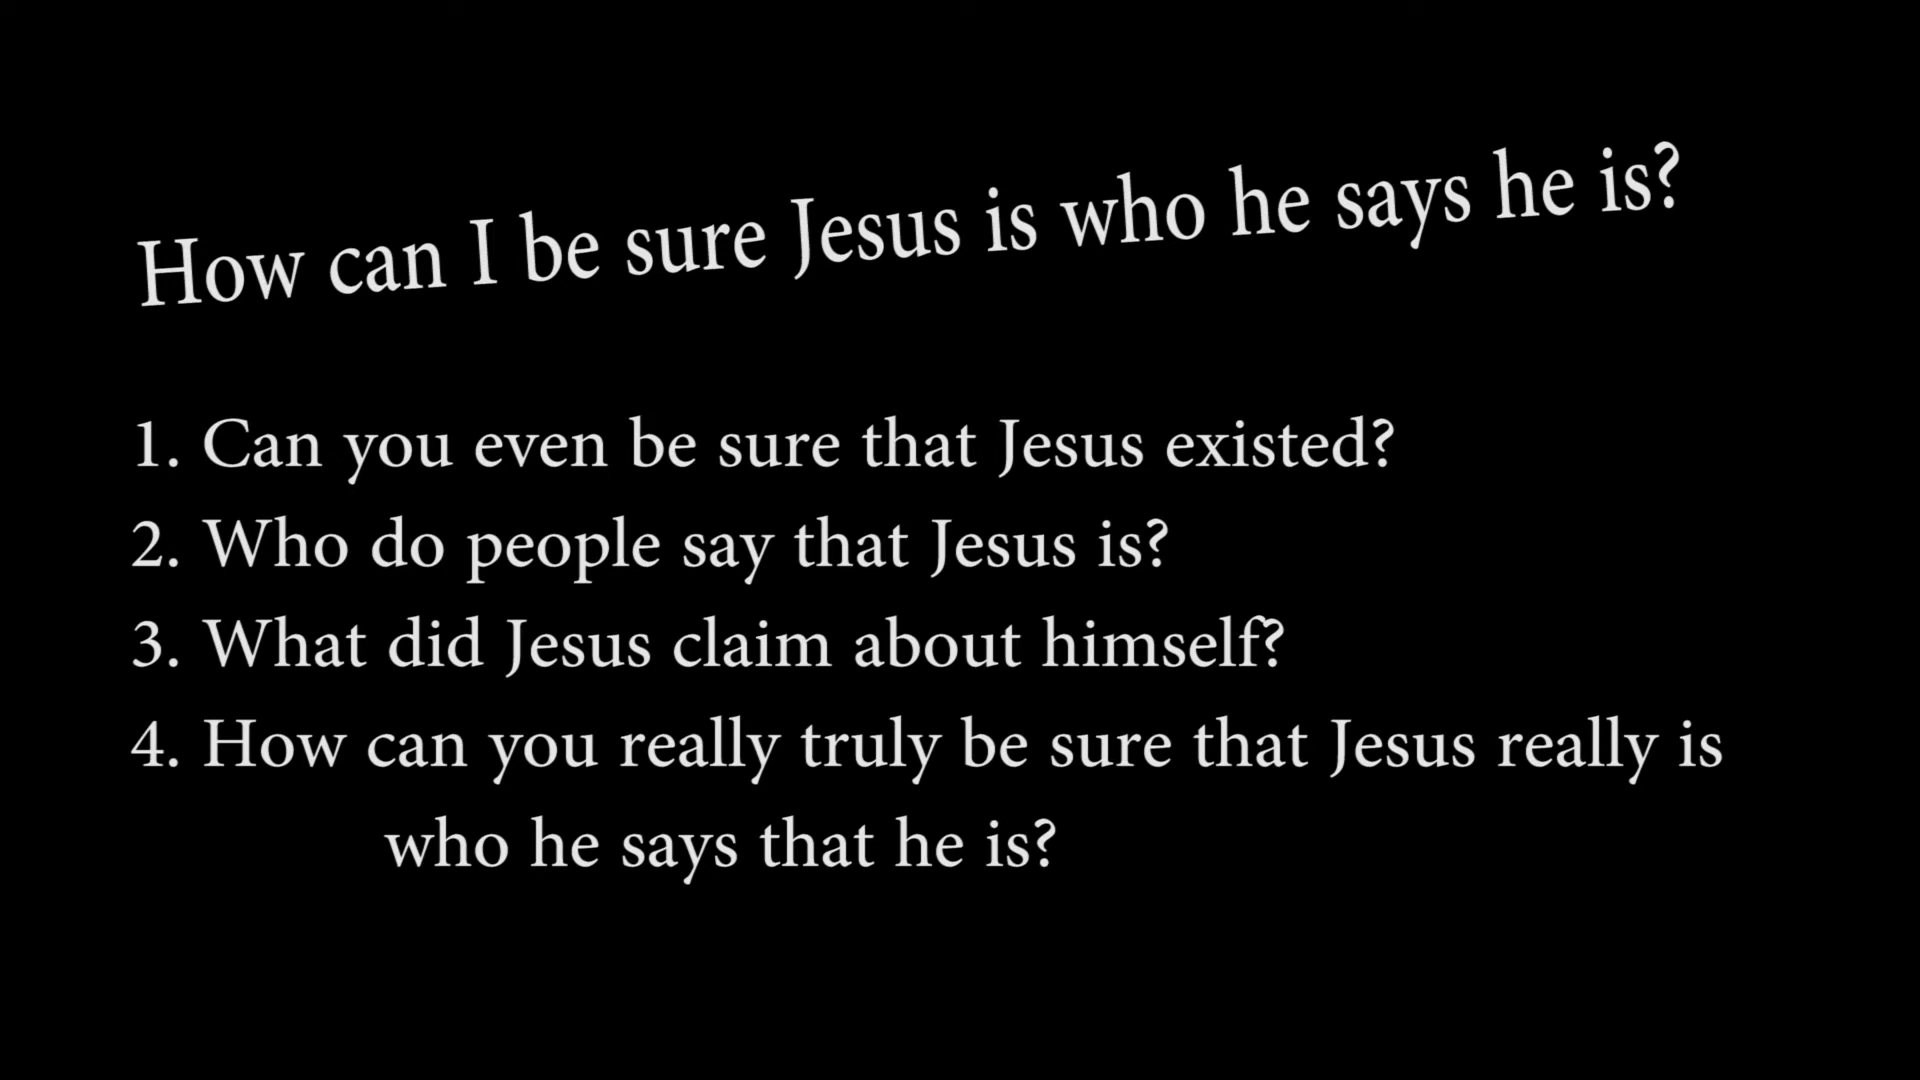 How can I be sure Jesus is who he says he is?
1. Can you even be sure that Jesus existed?
2. Who do people say that Jesus is?
3. What did Jesus claim about himself?
4. How can you really truly be sure that Jesus really is
who he says that he is?